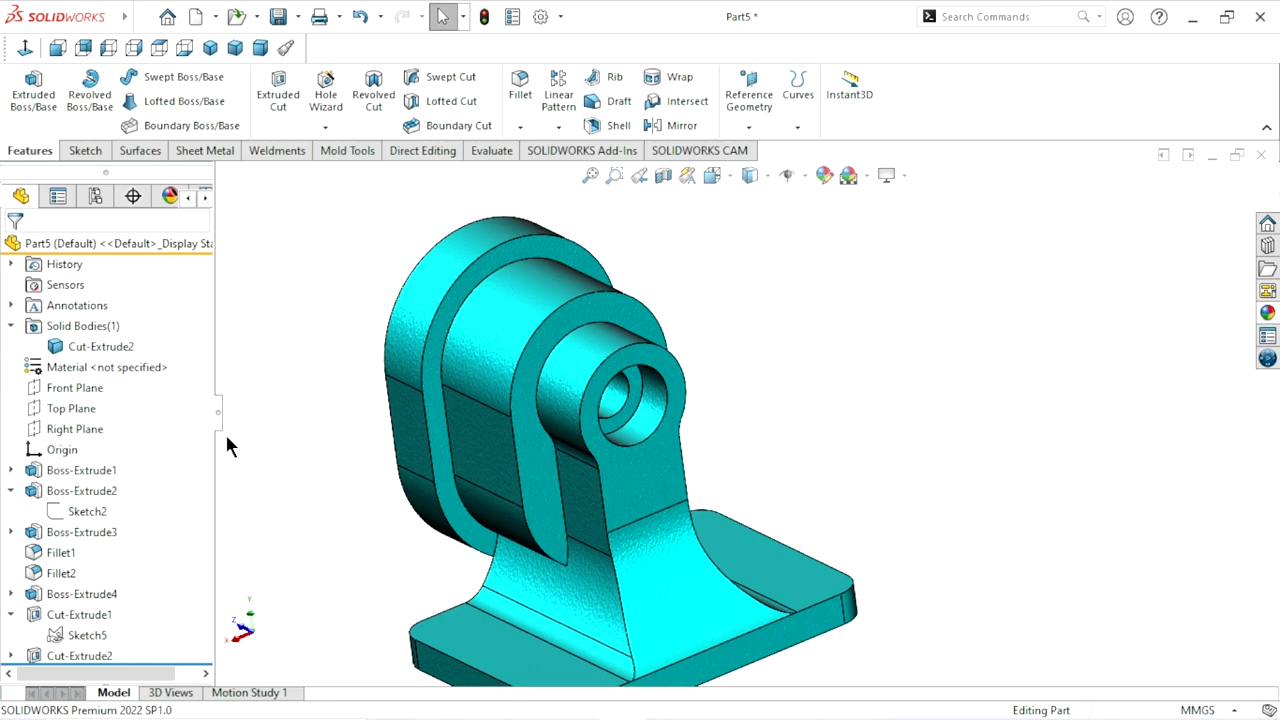 SOLIDWORKS
Part5 *
Search Commands
Extruded Boss/Base
Revolved Boss/Base
Swept Boss/Base
Lofted Boss/Base
Boundary Boss/Base
Extruded Cut
Hole Wizard
Revolved Cut
Swept Cut
Lofted Cut
Boundary Cut
Fillet
Linear Pattern
Rib
Draft
Shell
Wrap
Intersect
Mirror
Reference Geometry
Curves
Instant3D
Features
Sketch
Surfaces
Sheet Metal
Weldments
Mold Tools
Direct Editing
Evaluate
SOLIDWORKS Add-Ins
SOLIDWORKS CAM
Part5 (Default) <<Default>_Display Sta
History
Sensors
Annotations
Solid Bodies(1)
Cut-Extrude2
Material <not specified>
Front Plane
Top Plane
Right Plane
Origin
Boss-Extrude1
Boss-Extrude2
Sketch2
Boss-Extrude3
Fillet1
Fillet2
Boss-Extrude4
Cut-Extrude1
Sketch5
Cut-Extrude2
Y
Z
X
Model
3D Views
Motion Study 1
SOLIDWORKS Premium 2022 SP1.0
Editing Part
MMGS